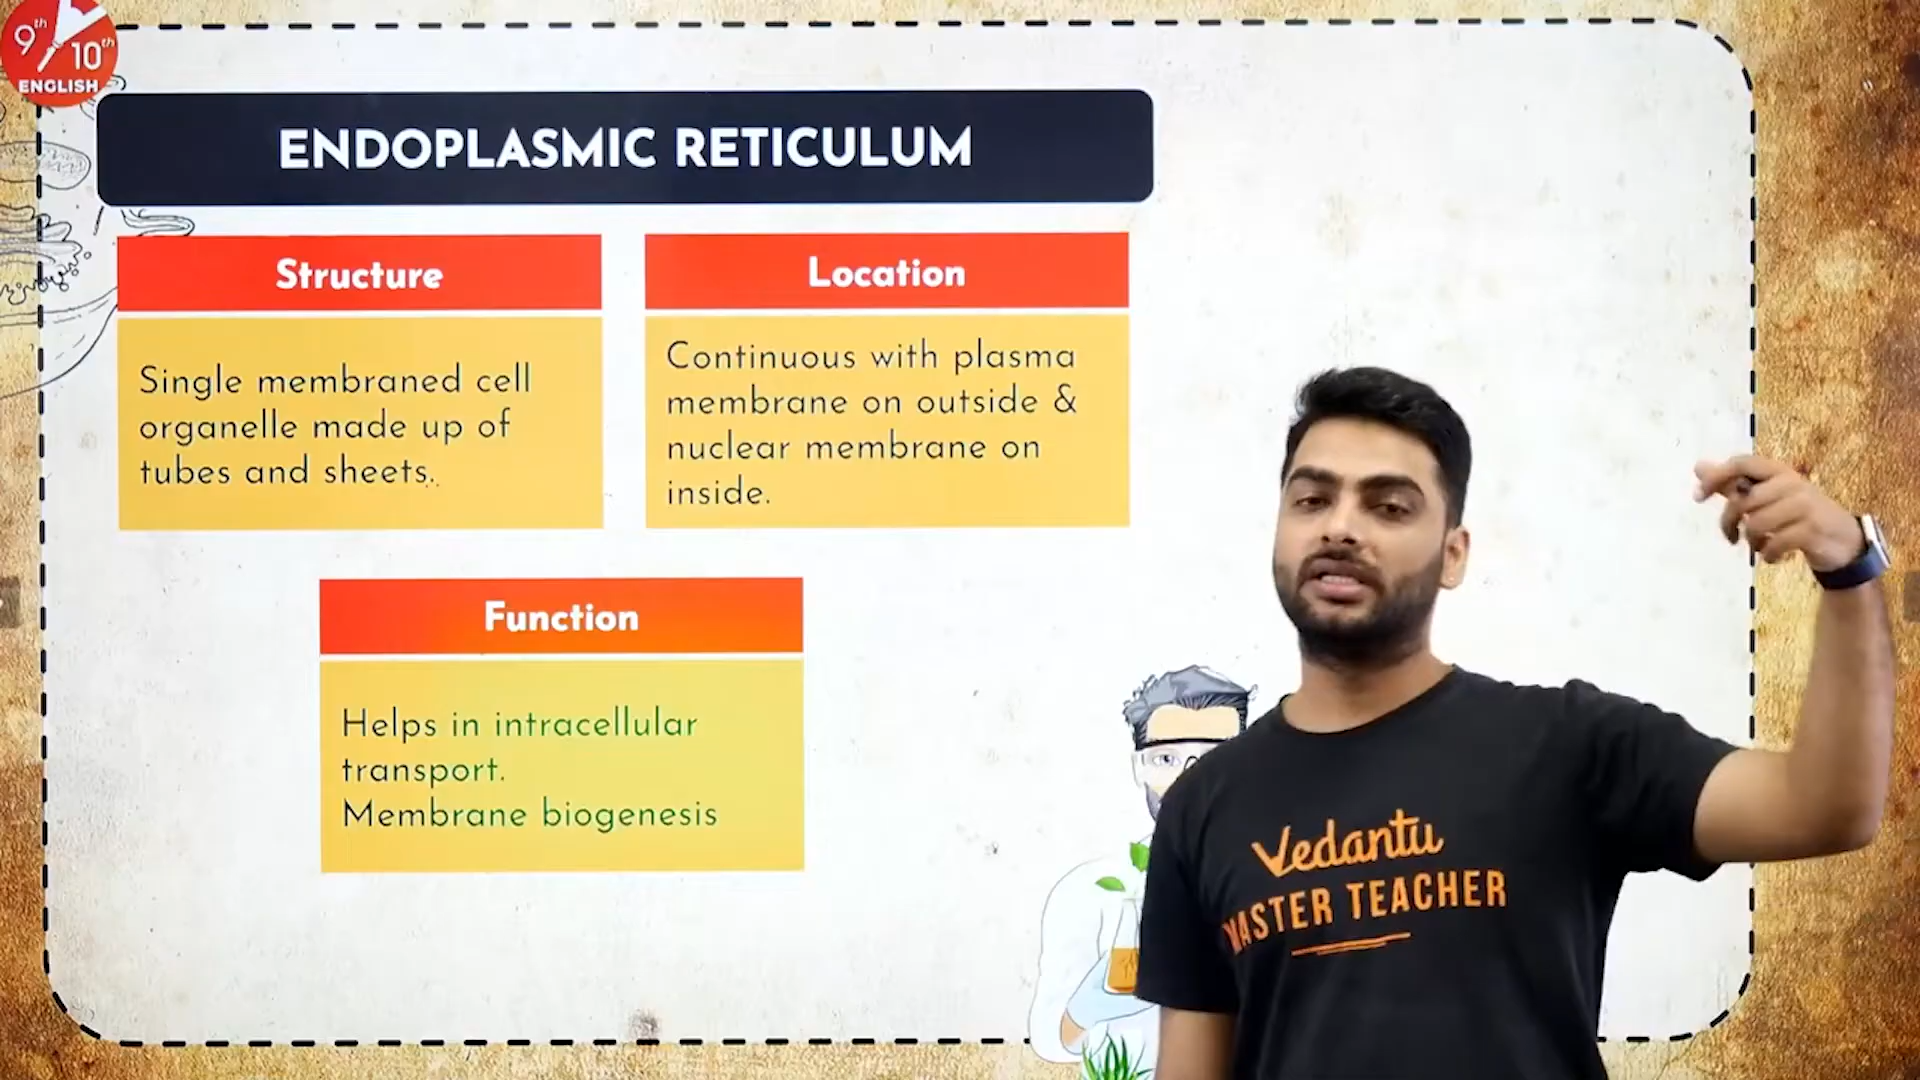 9th
10th
ENGLISH
ENDOPLASMIC RETICULUM
Structure
Single membraned cell
organelle made up of
tubes and sheets.
Location
Continuous with plasma
membrane on outside &
nuclear membrane on
inside.
Function
Helps in intracellular
transport.
Membrane biogenesis
Vedantu
MASTER TEACHER